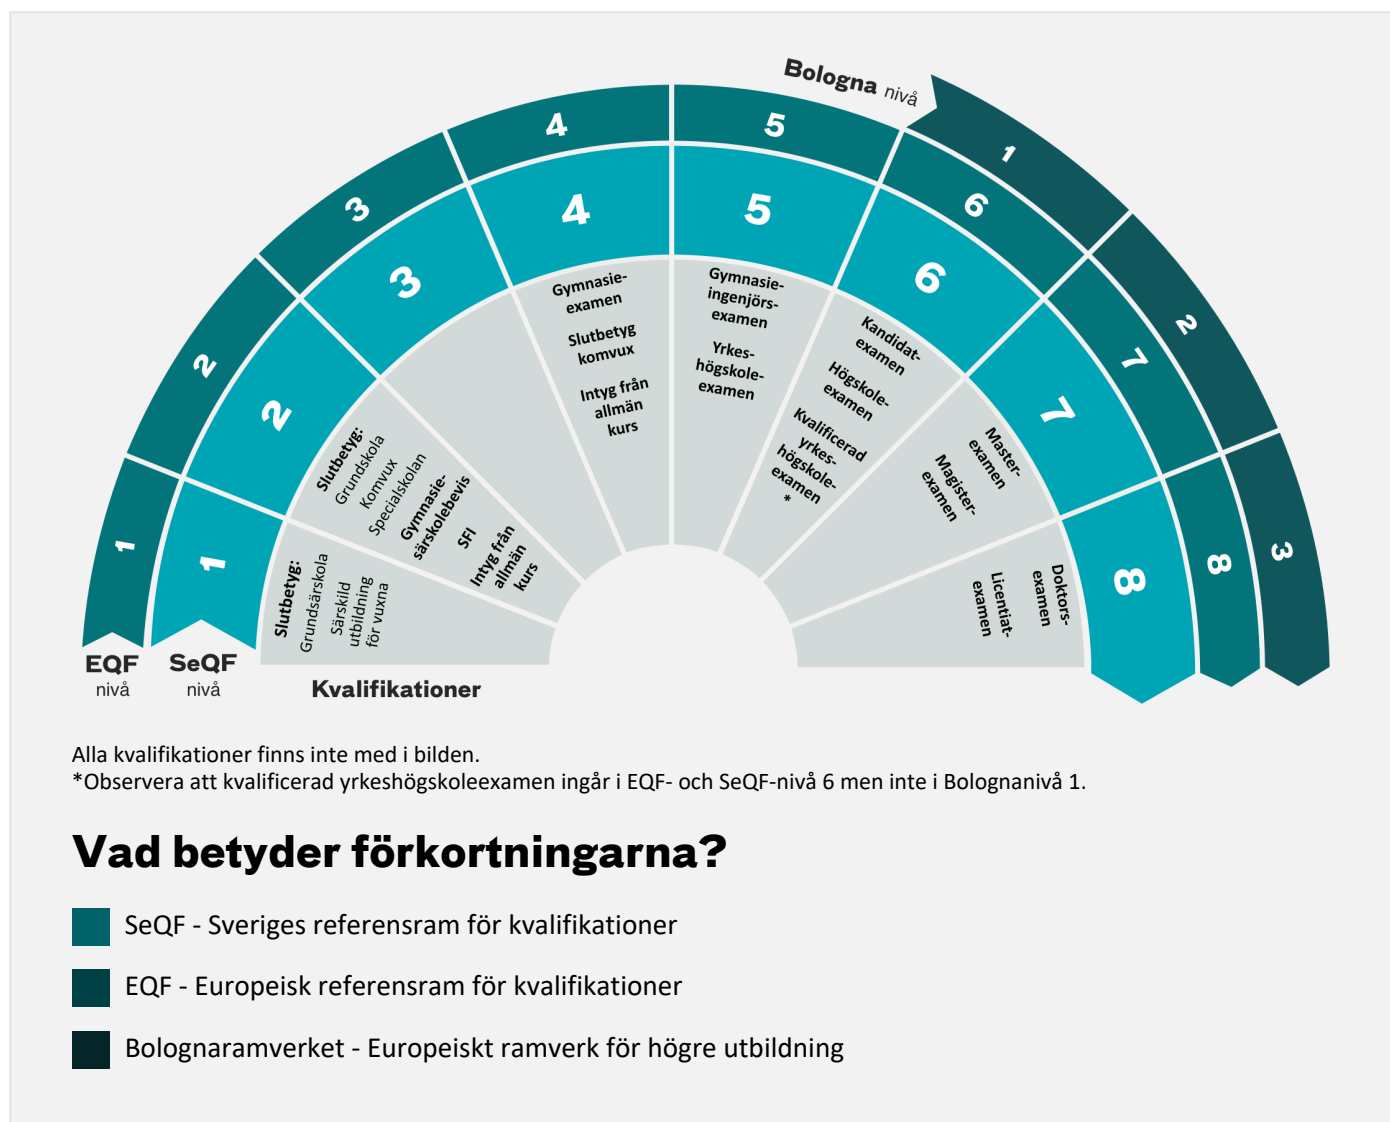 Bologna nivå
1
2
3
1
2
3
4
5
6
7
8
1
2
3
4
5
6
7
8
EQF
nivå
SeQF
nivå
Slutbetyg:
Grundsärskola
Särskild
utbildning
för vuxna
Slutbetyg:
Grundskola
Komvux
Specialskolan
Gymnasie-
särskolebevis
SFI
Intyg från
allmän
kurs
Gymnasie-
examen
Slutbetyg
komvux
Intyg från
allmän
kurs
Gymnasie-
ingenjörs-
examen
Yrkes-
högskole-
examen
Kandidat-
examen
Högskole-
examen
Kvalificerad
yrkes-
högskole-
examen
*
Master-
examen
Magister-
examen
Doktors-
examen
Licentiat-
examen
Kvalifikationer
Alla kvalifikationer finns inte med i bilden.
*Observera att kvalificerad yrkeshögskoleexamen ingår i EQF- och SeQF-nivå 6 men inte i Bolognanivå 1.
Vad betyder förkortningarna?
SeQF - Sveriges referensram för kvalifikationer
EQF - Europeisk referensram för kvalifikationer
Bolognaramverket - Europeiskt ramverk för högre utbildning